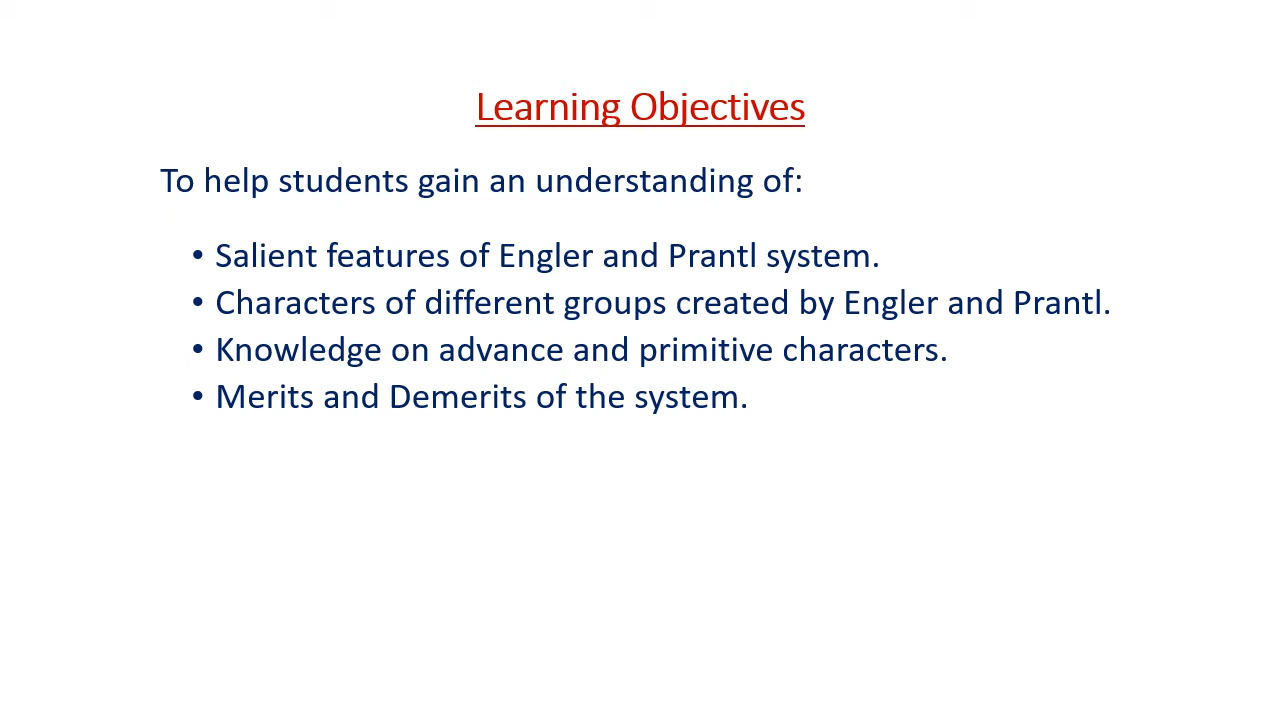 Learning Objectives
To help students gain an understanding of:
• Salient features of Engler and Prantl system.
• Characters of different groups created by Engler and Prantl.
• Knowledge on advance and primitive characters.
• Merits and Demerits of the system.